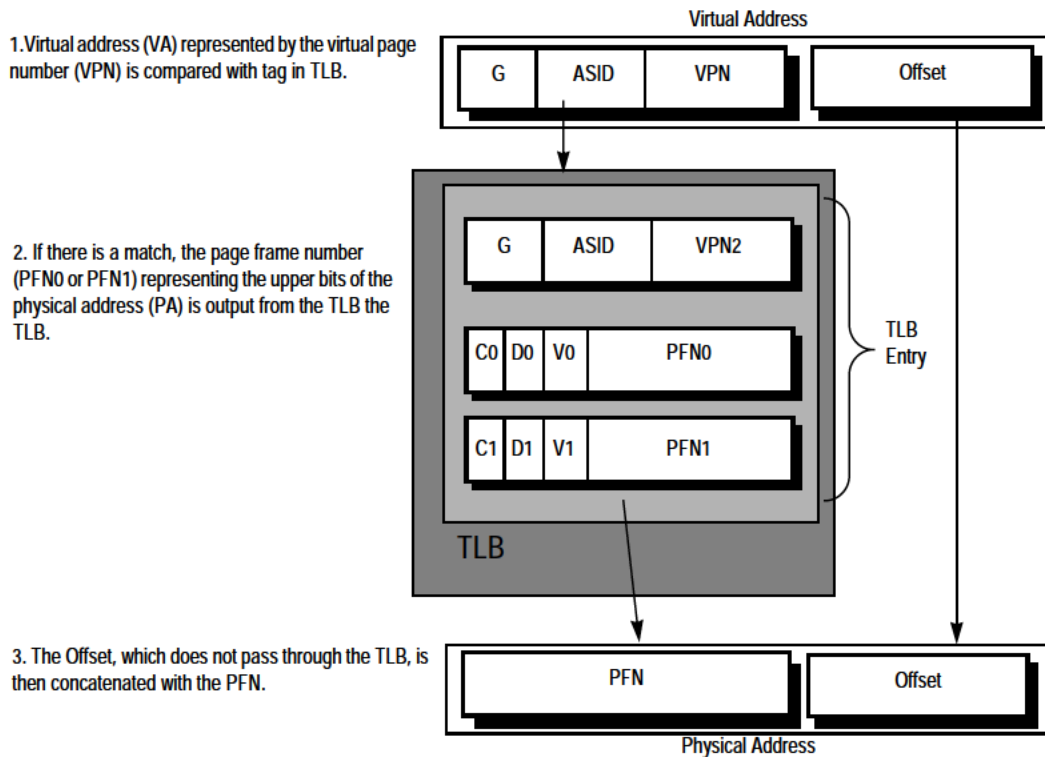 Virtual Address
1.Virtual address (VA) represented by the virtual page
number (VPN) is compared with tag in TLB.
G ASID VPN Offset
2. If there is a match, the page frame number
(PFN0 or PFN1) representing the upper bits of the
physical address (PA) is output from the TLB the
TLB.
G ASID VPN2
C0 D0 V0 PFN0
C1 D1 V1 PFN1
TLB
Entry
TLB
3. The Offset, which does not pass through the TLB, is
then concatenated with the PFN.
PFN Offset
Physical Address